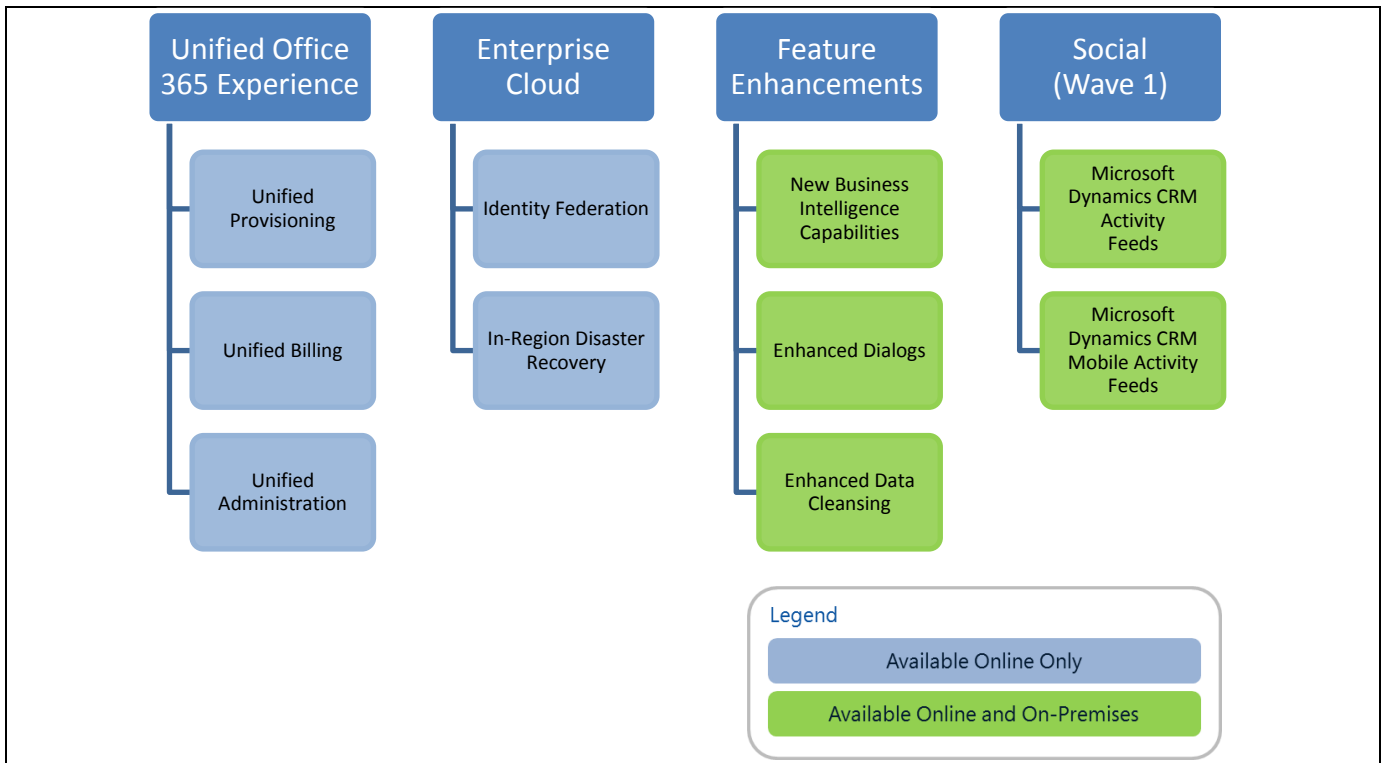 Unified Office
365 Experience
Unified
Provisioning
Unified Billing
Unified
Administration
Enterprise
Cloud
Identity Federation
In-Region Disaster
Recovery
Feature
Enhancements
New Business
Intelligence
Capabilities
Enhanced Dialogs
Enhanced Data
Cleansing
Social
(Wave 1)
Microsoft
Dynamics CRM
Activity
Feeds
Microsoft
Dynamics CRM
Mobile Activity
Feeds
Legend
Available Online Only
Available Online and On-Premises